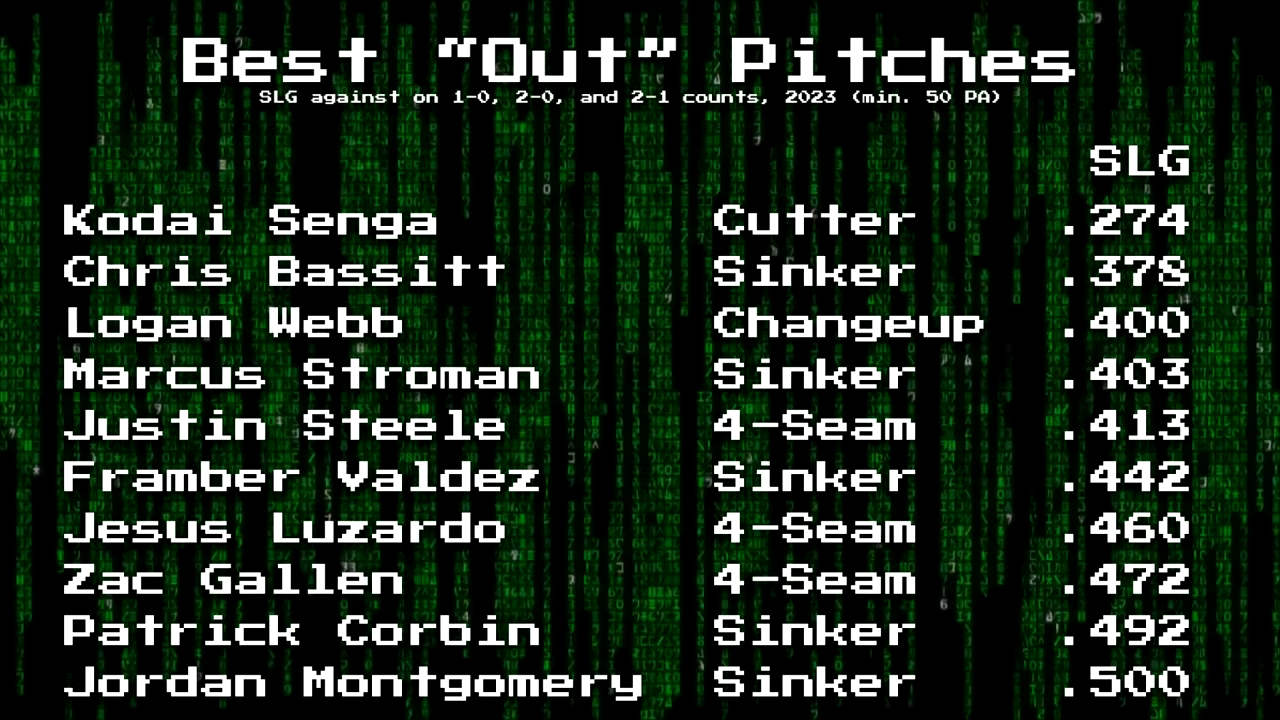 Best “Out” Pitches
SLG against on 1-0, 2-0, and 2-1 counts, 2023 (min. 50 PA)
SLG
Kodai Senga Cutter .274
Chris Bassitt Sinker .378
Logan Webb Changeup .400
Marcus Stroman Sinker .403
Justin Steele 4-Seam .413
Framber Valdez Sinker .442
Jesus Luzardo 4-Seam .460
Zac Gallen 4-Seam .472
Patrick Corbin Sinker .492
Jordan Montgomery Sinker .500